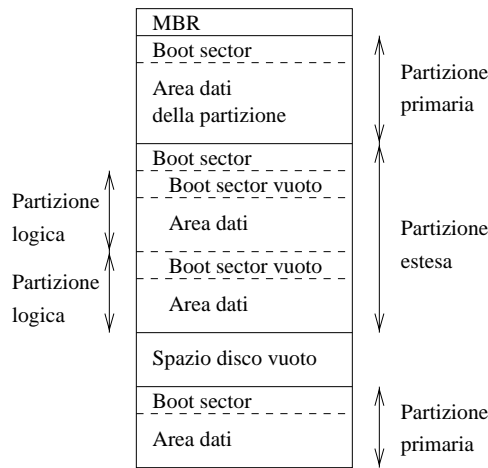 MBR
Boot sector
Area dati
della partizione
Partizione
primaria
Boot sector
Boot sector vuoto
Area dati
Partizione
logica
Boot sector vuoto
Area dati
Partizione
logica
Partizione
estesa
Spazio disco vuoto
Boot sector
Area dati
Partizione
primaria